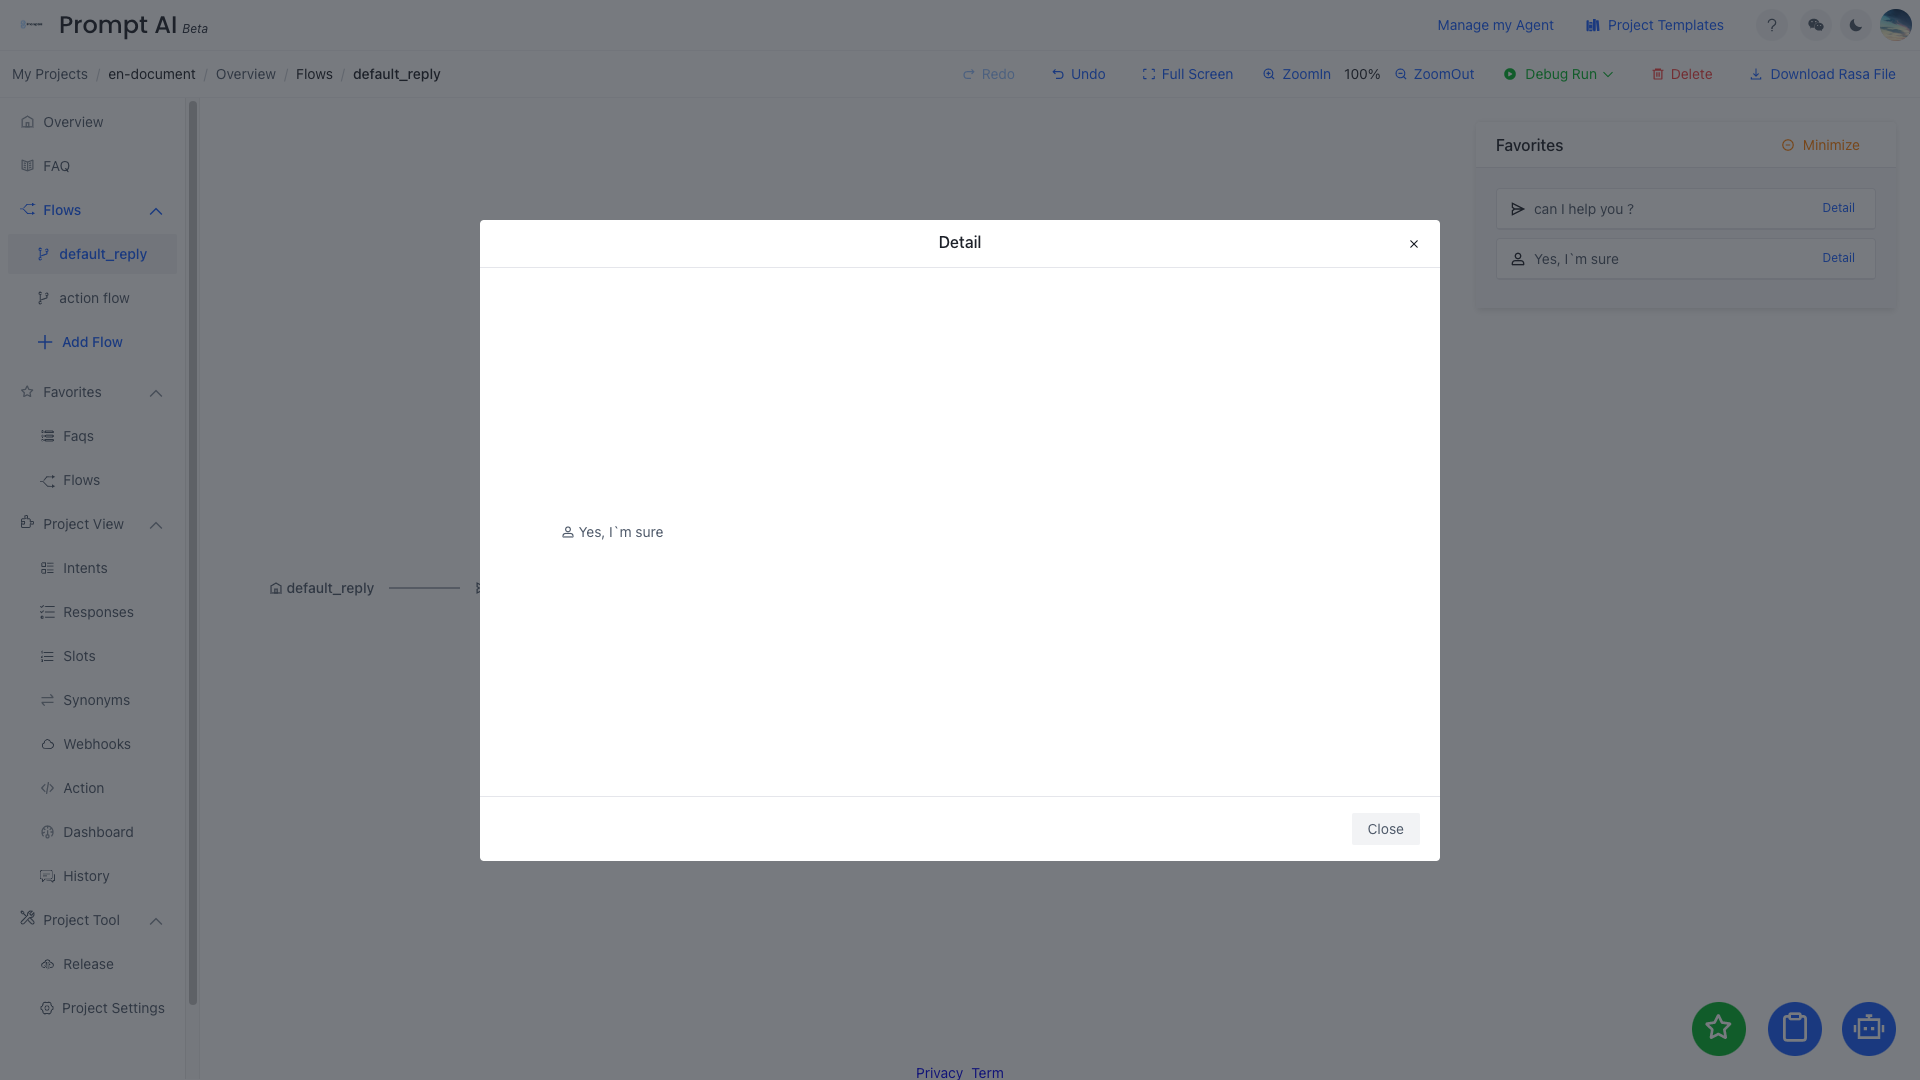 Prompt AI Beta
Manage my Agent
Project Templates
My Projects / en-document / Overview / Flows / default_reply
Redo
Undo
Full Screen
ZoomIn
100%
ZoomOut
Debug Run
Delete
Download Rasa File
Overview
FAQ
Flows
default_reply
action flow
Add Flow
Favorites
Faqs
Flows
Project View
Intents
Responses
Slots
Synonyms
Webhooks
Action
Dashboard
History
Project Tool
Release
Project Settings
default_reply
Detail
Yes, I`m sure
Close
Favorites
Minimize
can I help you ?
Detail
Yes, I`m sure
Detail
Privacy Term